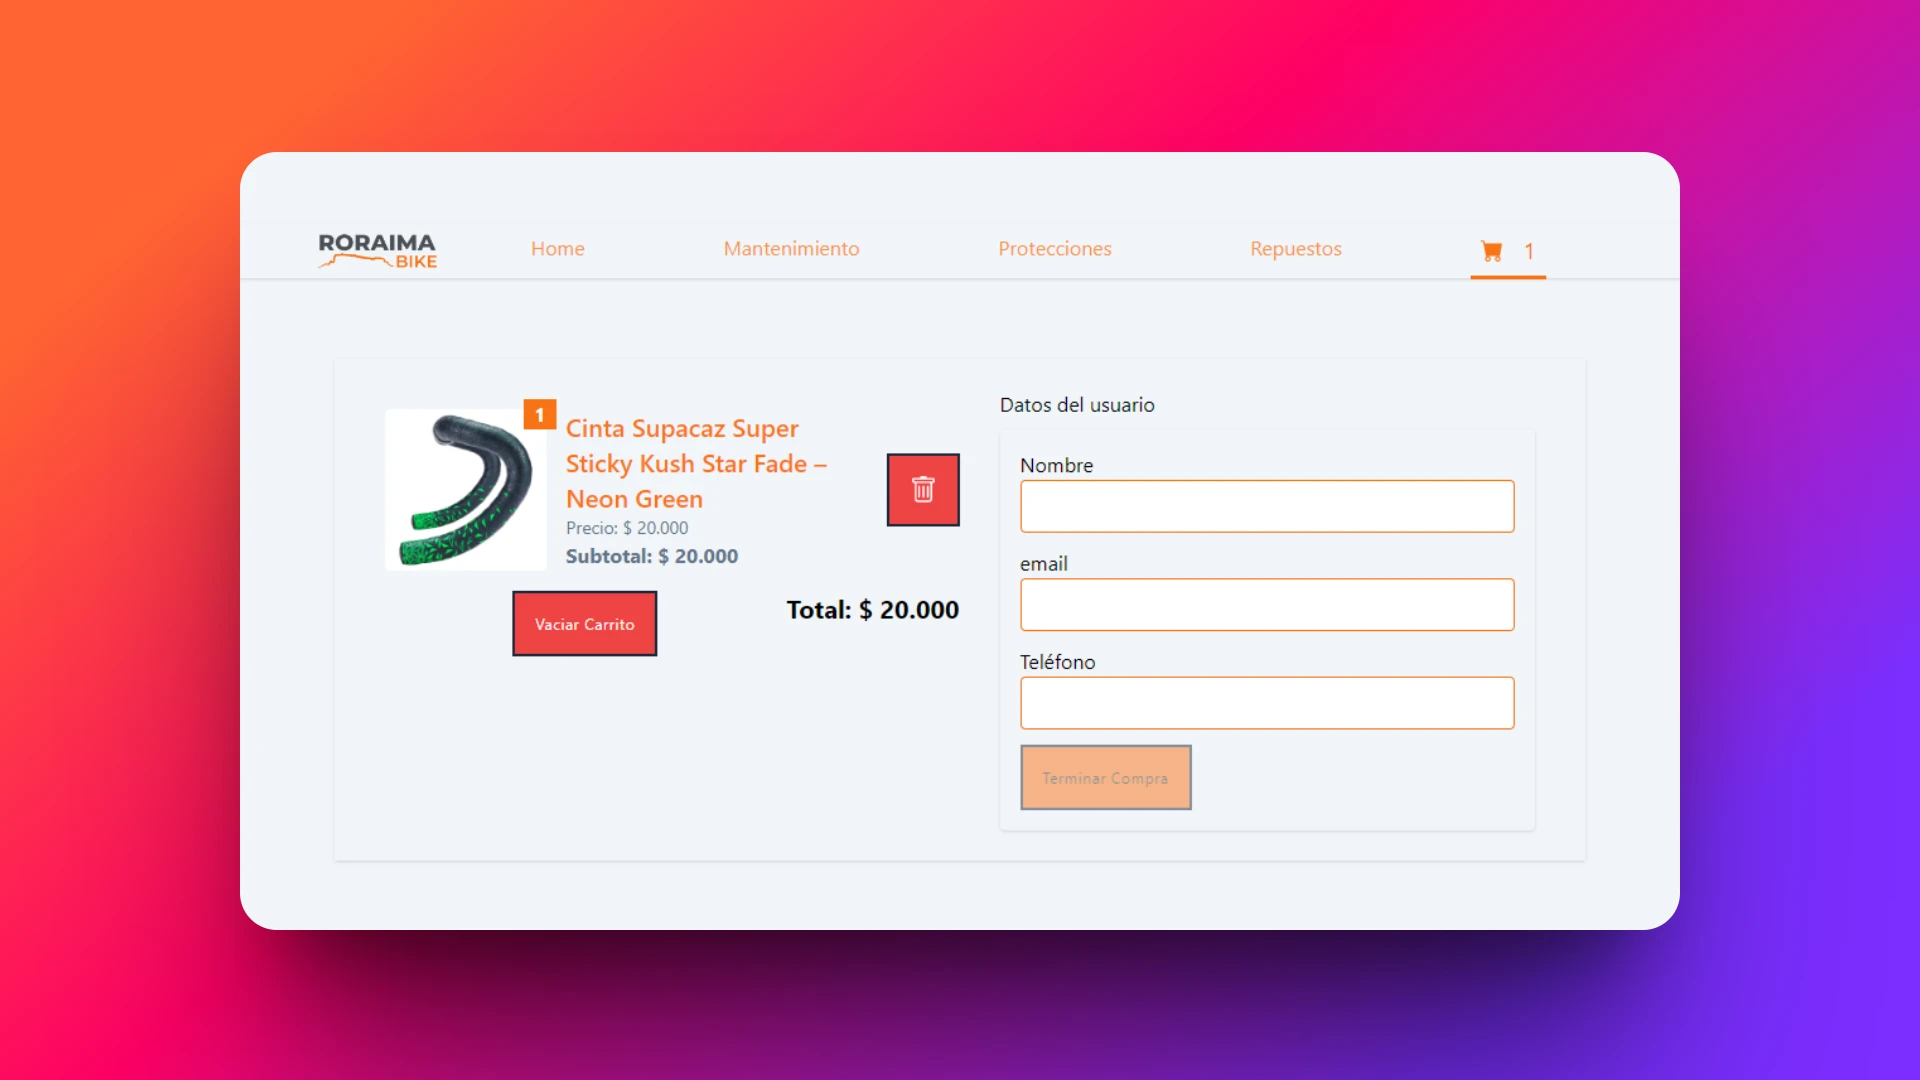 RORAIMA
BIKE
Home
Mantenimiento
Protecciones
Repuestos
1
1
Cinta Supacaz Super
Sticky Kush Star Fade –
Neon Green
Precio: $ 20.000
Subtotal: $ 20.000
Vaciar Carrito
Total: $ 20.000
Datos del usuario
Nombre
email
Teléfono
Terminar Compra